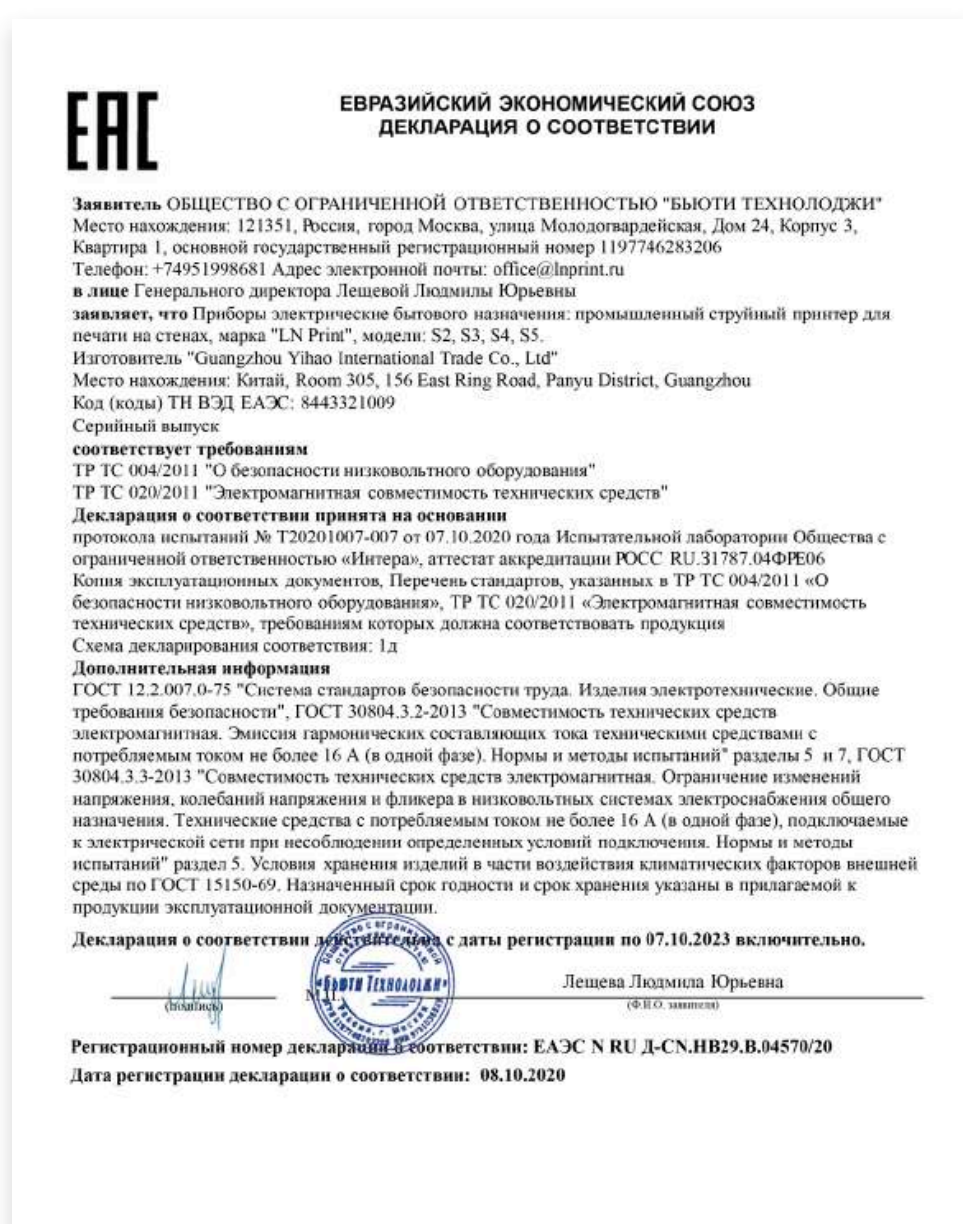 EAC
ЕВРАЗИЙСКИЙ ЭКОНОМИЧЕСКИЙ СОЮЗ
ДЕКЛАРАЦИЯ О СООТВЕТСТВИИ
Заявитель ОБЩЕСТВО С ОГРАНИЧЕННОЙ ОТВЕТСТВЕННОСТЬЮ "БЬЮТИ ТЕХНОЛОДЖИ"
Место нахождения: 121351, Россия, город Москва, улица Молодогвардейская, Дом 24, Корпус 3,
Квартира 1, основной государственный регистрационный номер 1197746283206
Телефон: +74951998681 Адрес электронной почты: office@lnprint.ru
в лице Генерального директора Лещевой Людмилы Юрьевны
заявляет, что Приборы электрические бытового назначения: промышленный струйный принтер для
печати на стенах, марка "LN Print", модели: S2, S3, S4, S5.
Изготовитель "Guangzhou Yihao International Trade Co., Ltd"
Место нахождения: Китай, Room 305, 156 East Ring Road, Panyu District, Guangzhou
Код (коды) ТН ВЭД ЕАЭС: 8443321009
Серийный выпуск
соответствует требованиям
ТР ТС 004/2011 "О безопасности низковольтного оборудования"
ТР ТС 020/2011 "Электромагнитная совместимость технических средств"
Декларация о соответствии принята на основании
протокола испытаний № T20201007-007 от 07.10.2020 года Испытательной лаборатории Общества с
ограниченной ответственностью «Интера», аттестат аккредитации РОСС RU.31787.04ФРЕ06
Копия эксплуатационных документов, Перечень стандартов, указанных в ТР ТС 004/2011 «О
безопасности низковольтного оборудования», ТР ТС 020/2011 «Электромагнитная совместимость
технических средств», требованиям которых должна соответствовать продукция
Схема декларирования соответствия: 1д
Дополнительная информация
ГОСТ 12.2.007.0-75 "Система стандартов безопасности труда. Изделия электротехнические. Общие
требования безопасности", ГОСТ 30804.3.2-2013 "Совместимость технических средств
электромагнитная. Эмиссия гармонических составляющих тока техническими средствами с
потребляемым током не более 16 А (в одной фазе). Нормы и методы испытаний" разделы 5 и 7, ГОСТ
30804.3.3-2013 "Совместимость технических средств электромагнитная. Ограничение изменений
напряжения, колебаний напряжения и фликера в низковольтных системах электроснабжения общего
назначения. Технические средства с потребляемым током не более 16 А (в одной фазе), подключаемые
к электрической сети при несоблюдении определенных условий подключения. Нормы и методы
испытаний" раздел 5. Условия хранения изделий в части воздействия климатических факторов внешней
среды по ГОСТ 15150-69. Назначенный срок годности и срок хранения указаны в прилагаемой к
продукции эксплуатационной документации.
Декларация о соответствии действительна с даты регистрации по 07.10.2023 включительно.
"Бьюти Технолоджи"
М.П.
Лещева Людмила Юрьевна
(подпись)
(Ф.И.О. заявителя)
Регистрационный номер декларации о соответствии: ЕАЭС N RU Д-CN.НВ29.В.04570/20
Дата регистрации декларации о соответствии: 08.10.2020